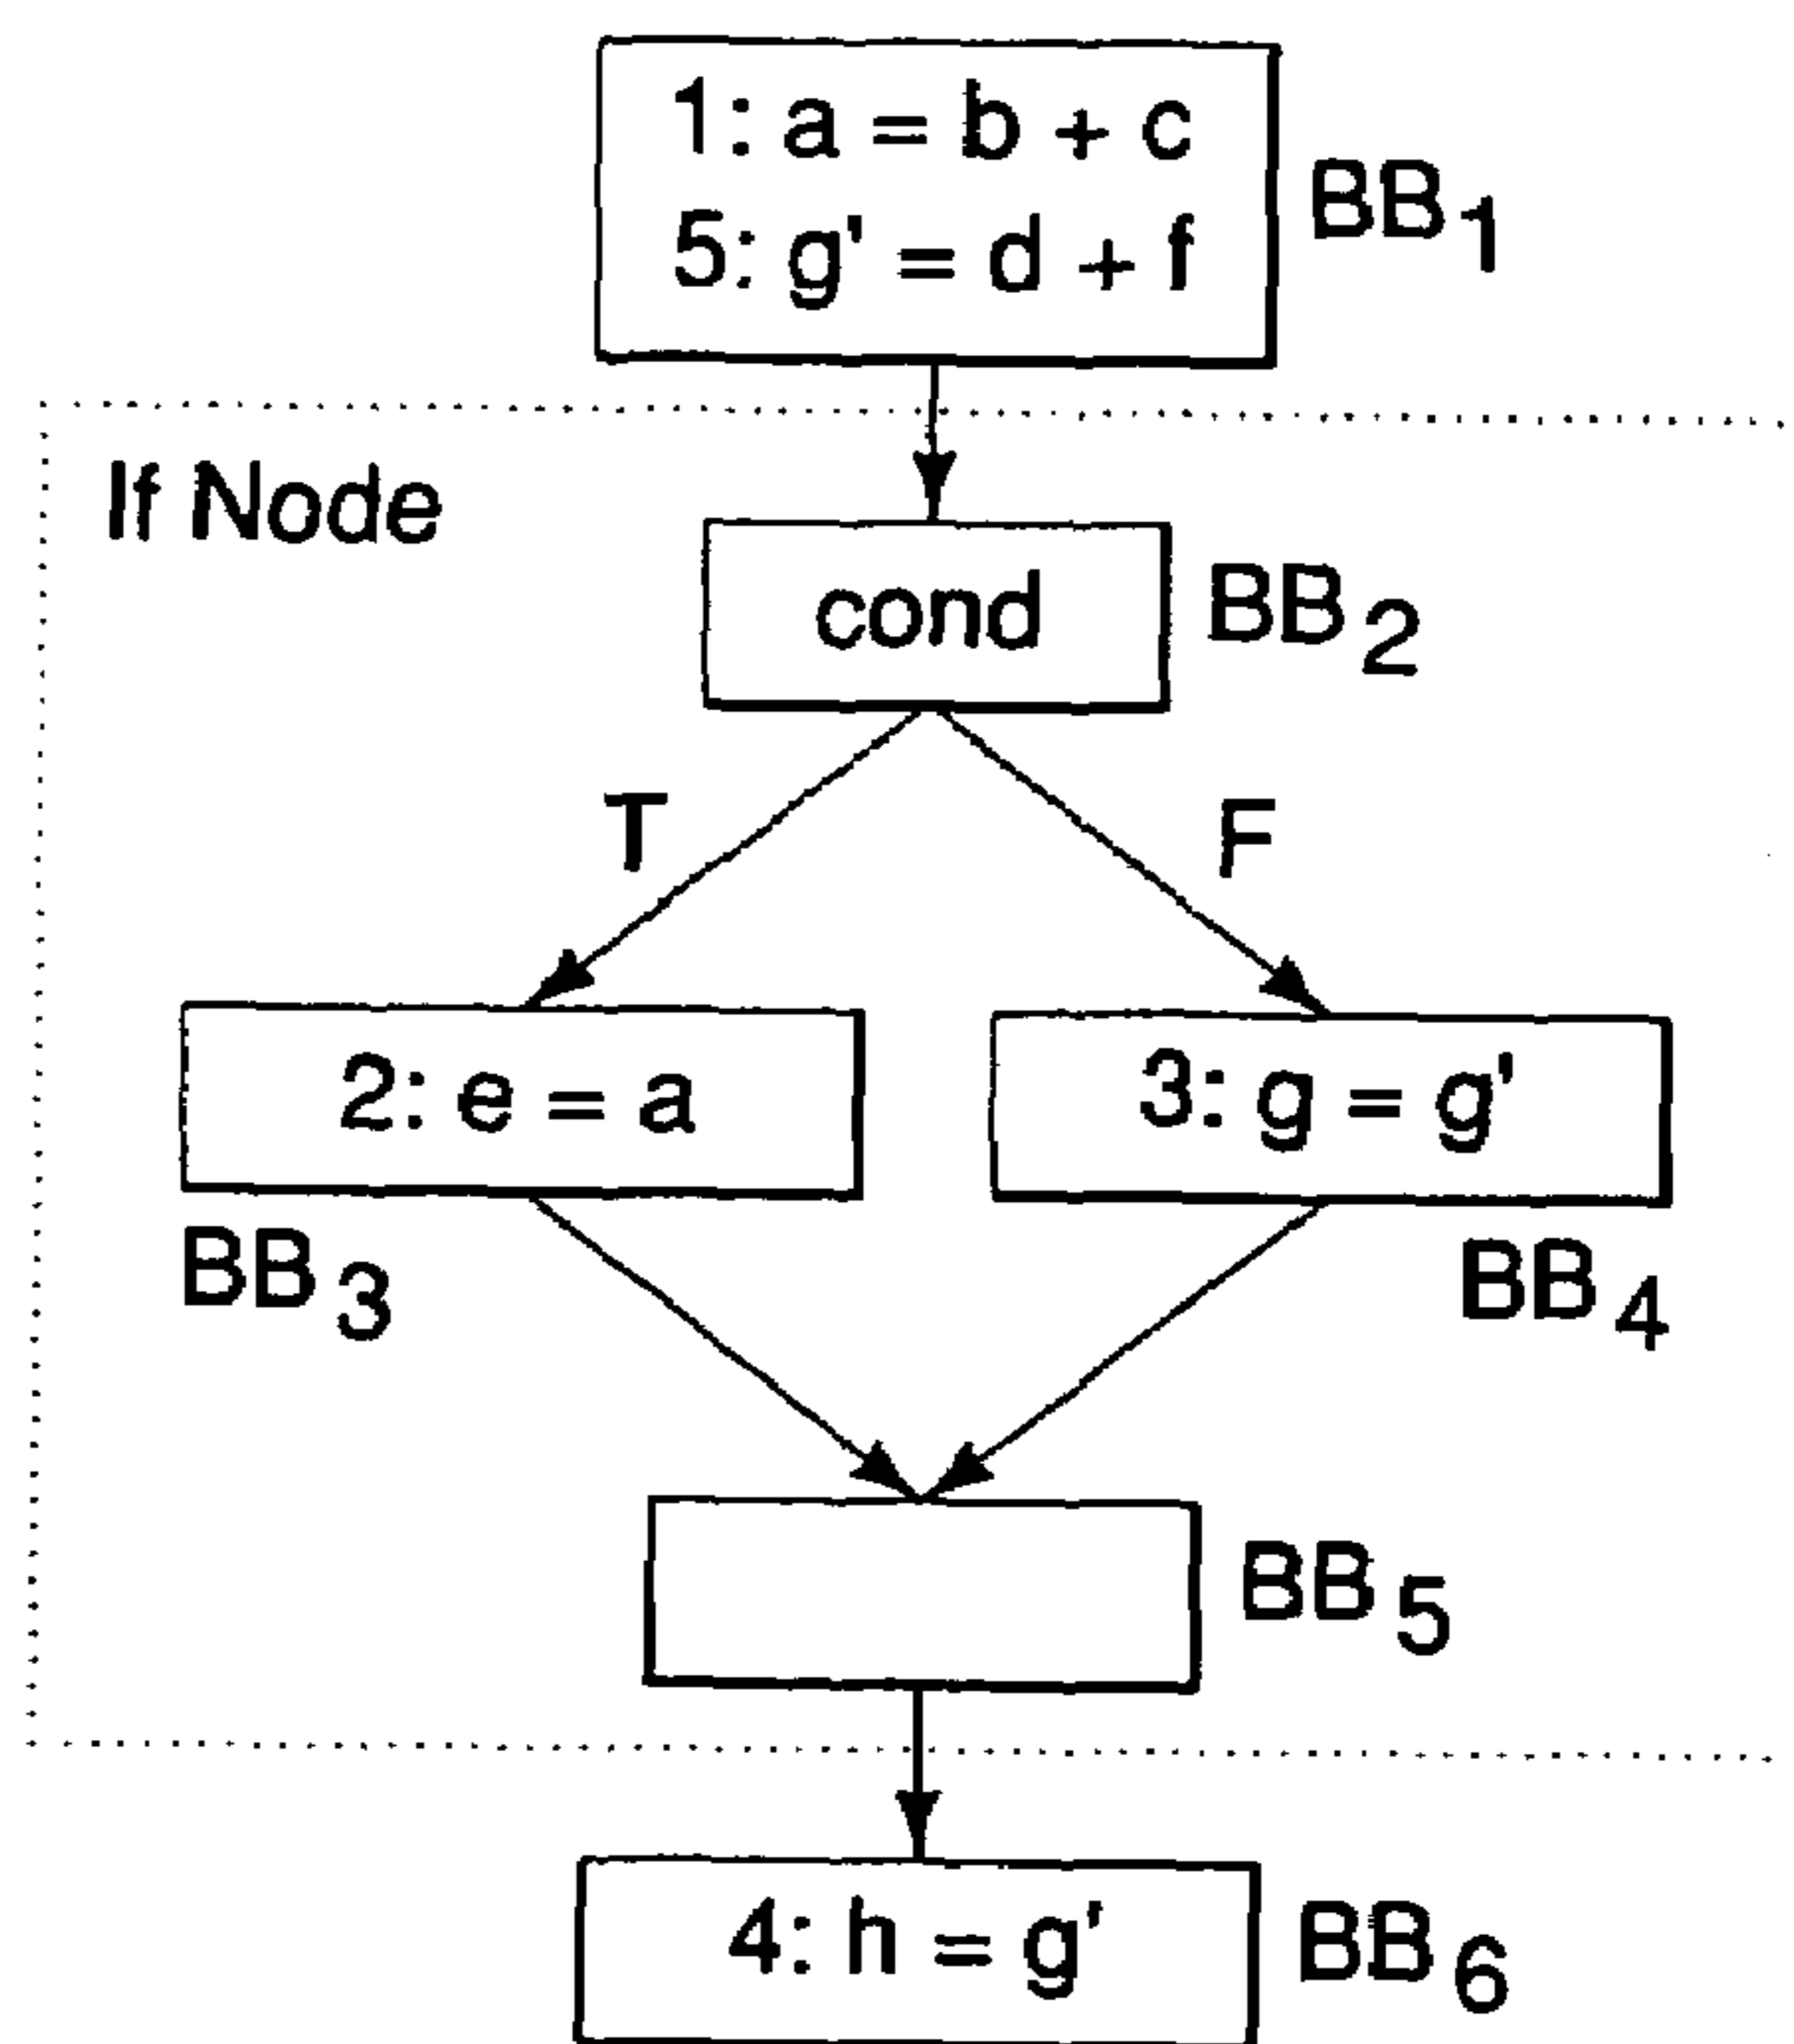 1: a = b + c
5: g' = d + f
BB1
If Node
cond
BB2
T
F
2: e = a
3: g = g'
BB3
BB4
BB5
4: h = g'
BB6